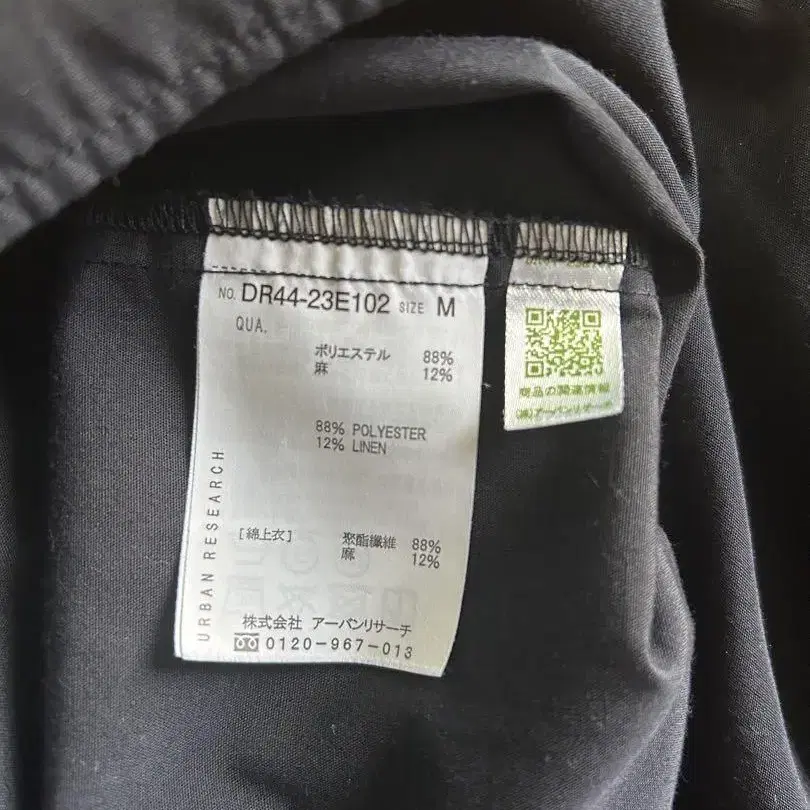 NO. DR44-23E102 SIZE M
QUA.
ポリエステル 88%
麻 12%
88% POLYESTER
12% LINEN
[綿上衣] 聚酯纖維 88%
麻 12%
URBAN RESEARCH
株式会社 アーバンリサーチ
0120-967-013
商品の関連情報
(株)アーバンリサーチ